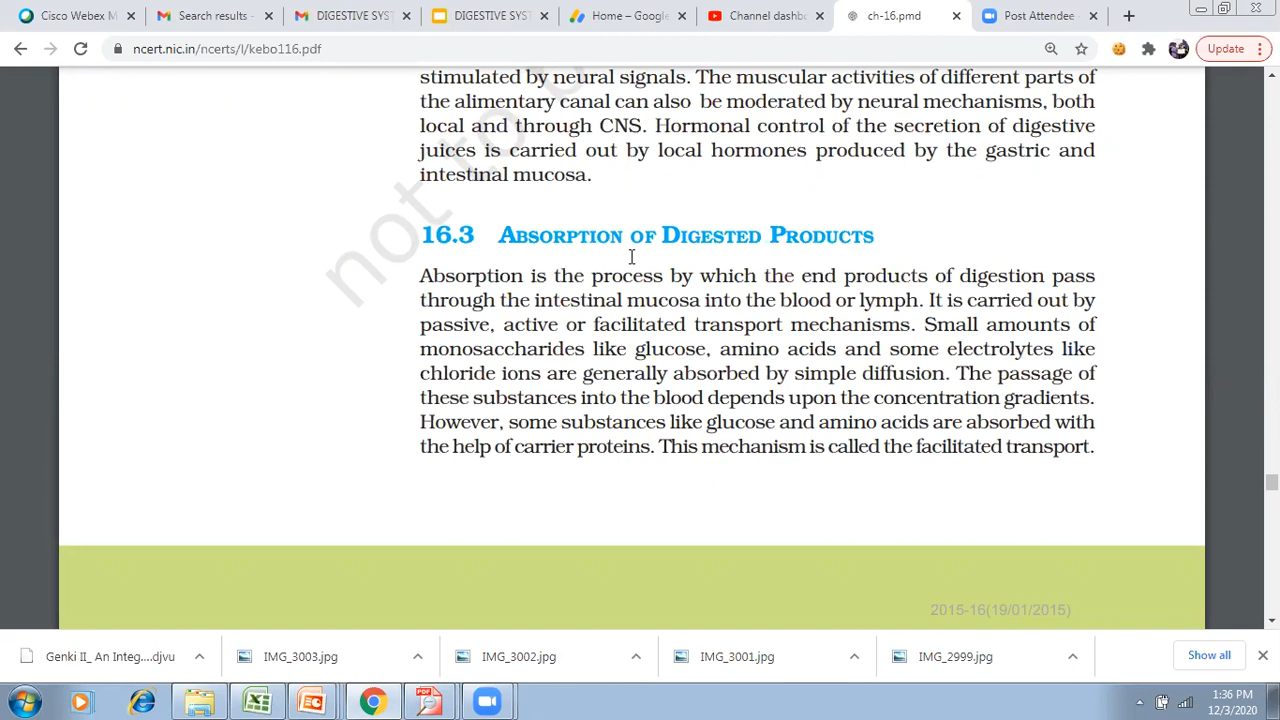 Cisco Webex M
Search results -
DIGESTIVE SYST
DIGESTIVE SYST
Home – Google
Channel dashb
ch-16.pmd
Post Attendee -
ncert.nic.in/ncerts/l/kebo116.pdf
Update
stimulated by neural signals. The muscular activities of different parts of
the alimentary canal can also be moderated by neural mechanisms, both
local and through CNS. Hormonal control of the secretion of digestive
juices is carried out by local hormones produced by the gastric and
intestinal mucosa.
not to
16.3 ABSORPTION OF DIGESTED PRODUCTS
Absorption is the process by which the end products of digestion pass
through the intestinal mucosa into the blood or lymph. It is carried out by
passive, active or facilitated transport mechanisms. Small amounts of
monosaccharides like glucose, amino acids and some electrolytes like
chloride ions are generally absorbed by simple diffusion. The passage of
these substances into the blood depends upon the concentration gradients.
However, some substances like glucose and amino acids are absorbed with
the help of carrier proteins. This mechanism is called the facilitated transport.
2015-16(19/01/2015)
Genki II_ An Integ....djvu
IMG_3003.jpg
IMG_3002.jpg
IMG_3001.jpg
IMG_2999.jpg
Show all
1:36 PM
12/3/2020